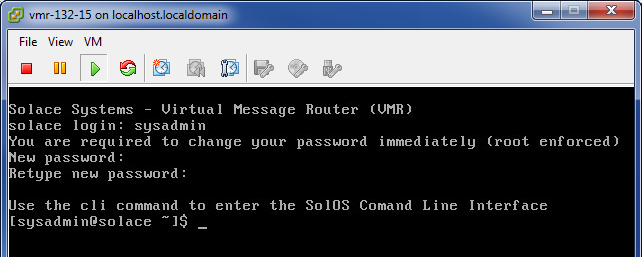 vmr-132-15 on localhost.localdomain
File View VM
Solace Systems - Virtual Message Router (VMR)
solace login: sysadmin
You are required to change your password immediately (root enforced)
New password:
Retype new password:
Use the cli command to enter the SolOS Comand Line Interface
[sysadmin@solace ~]$ _